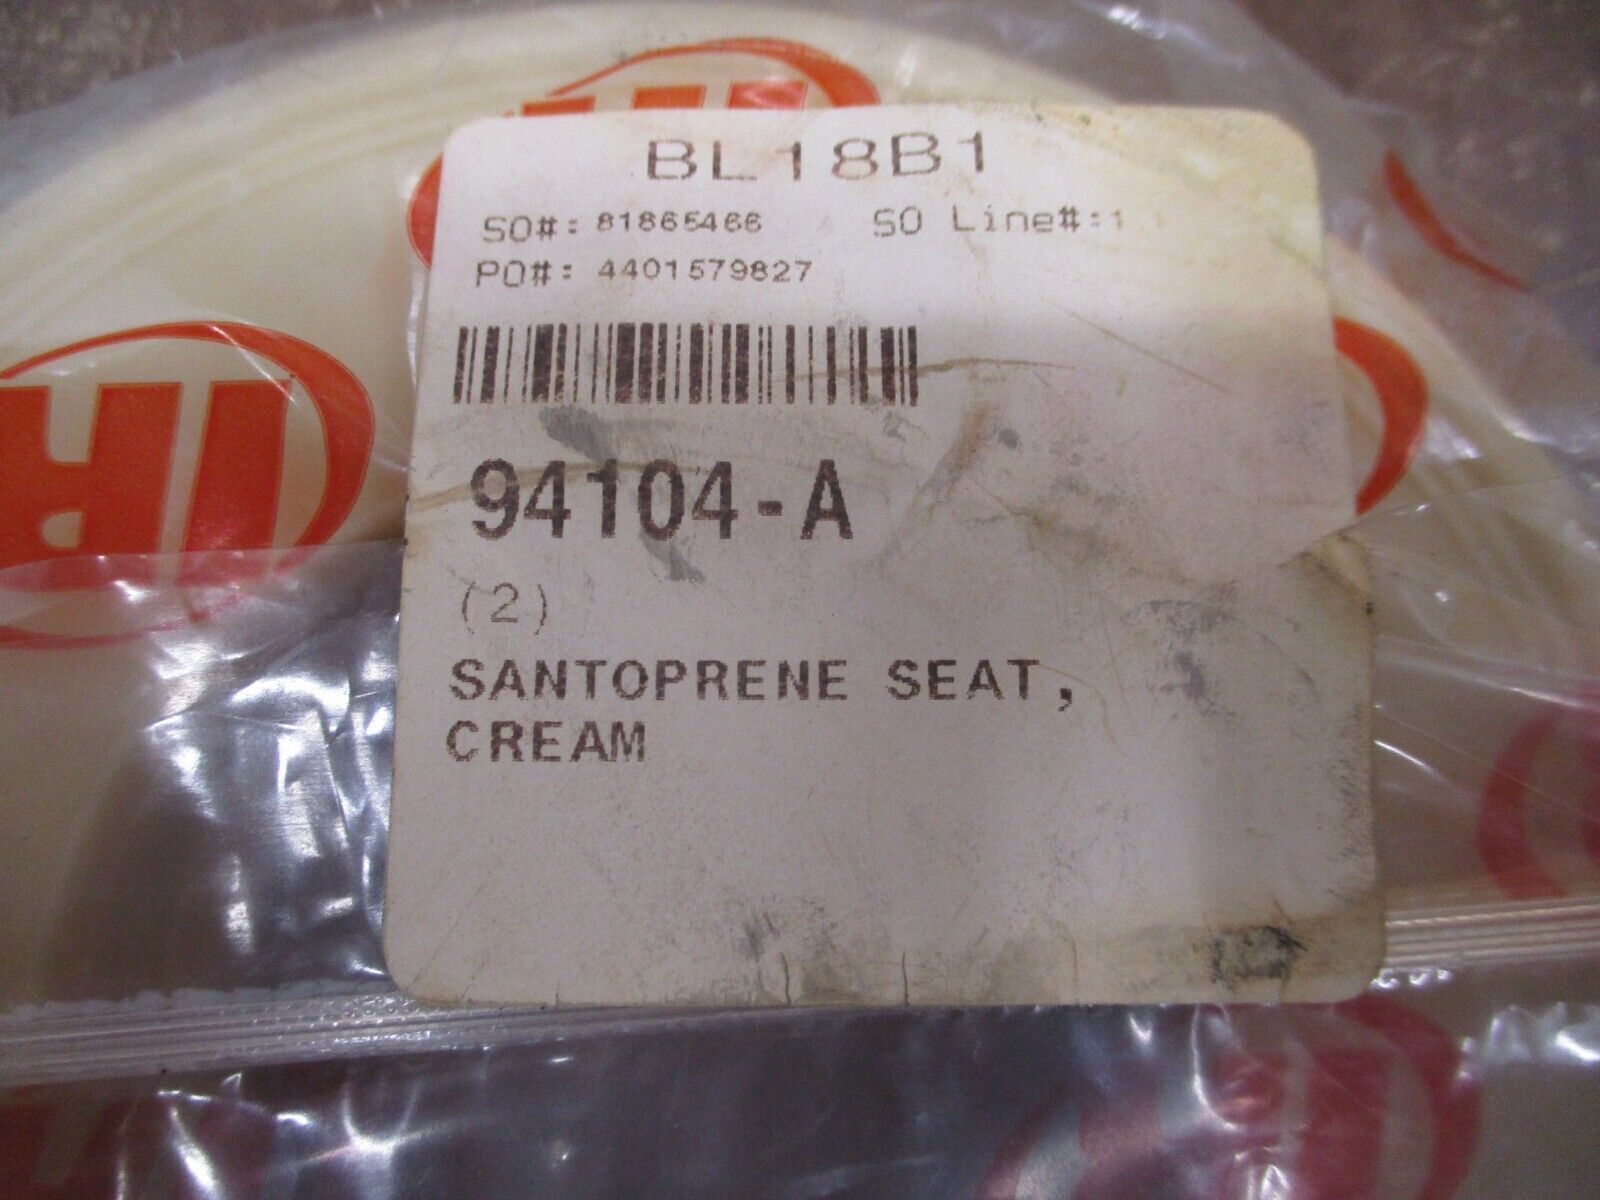 BL18B1
SO#: 81865466 SO Line#:1.
PO#: 4401579827
94104-A
(2)
SANTOPRENE SEAT,
CREAM